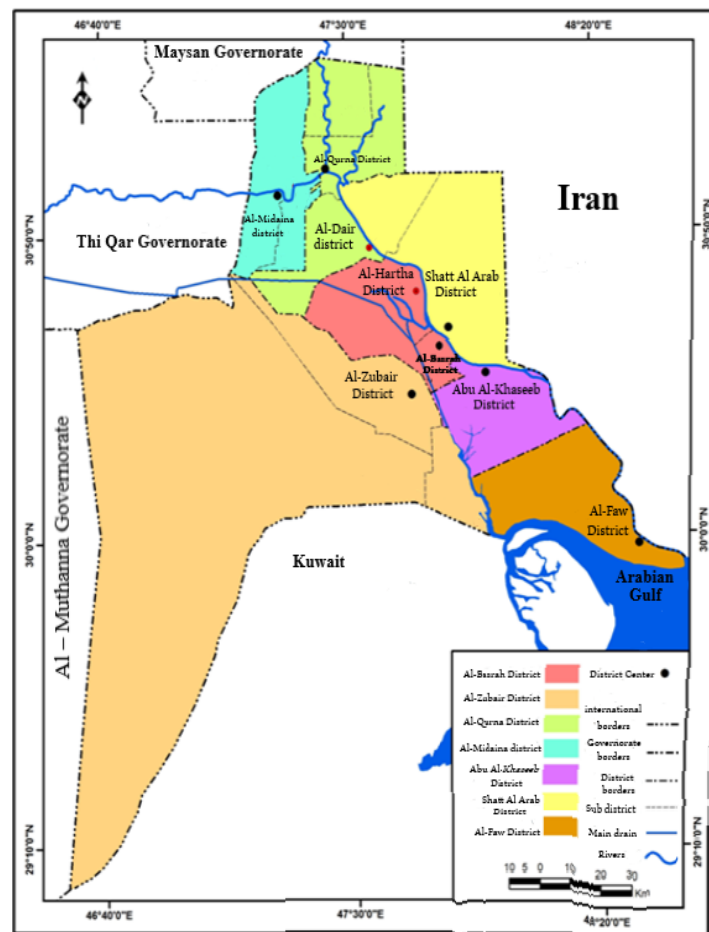 46°40'0"E
47°30'0"E
48°20'0"E
Maysan Governorate
N
Al-Qurna District
Iran
Al-Midaina
district
Al-Dair
district
Thi Qar Governorate
30°50'0"N
30°50'0"N
Al-Hartha
District
Shatt Al Arab
District
Al-Basrah
District
Al-Zubair
District
Abu Al-Khaseeb
District
Al-Faw
District
30°0'0"N
30°0'0"N
Kuwait
Arabian
Gulf
Al – Muthanna Governorate
Al-Basrah District
District Center
Al-Zubair District
international
borders
Al-Qurna District
Al-Midaina district
Governorate
borders
Abu Al-Khaseeb
District
District
borders
Shatt Al Arab
District
Sub district
Al-Faw District
Main drain
Rivers
10 5 0 10 20 30
Km
29°10'0"N
29°10'0"N
46°40'0"E
47°30'0"E
48°20'0"E